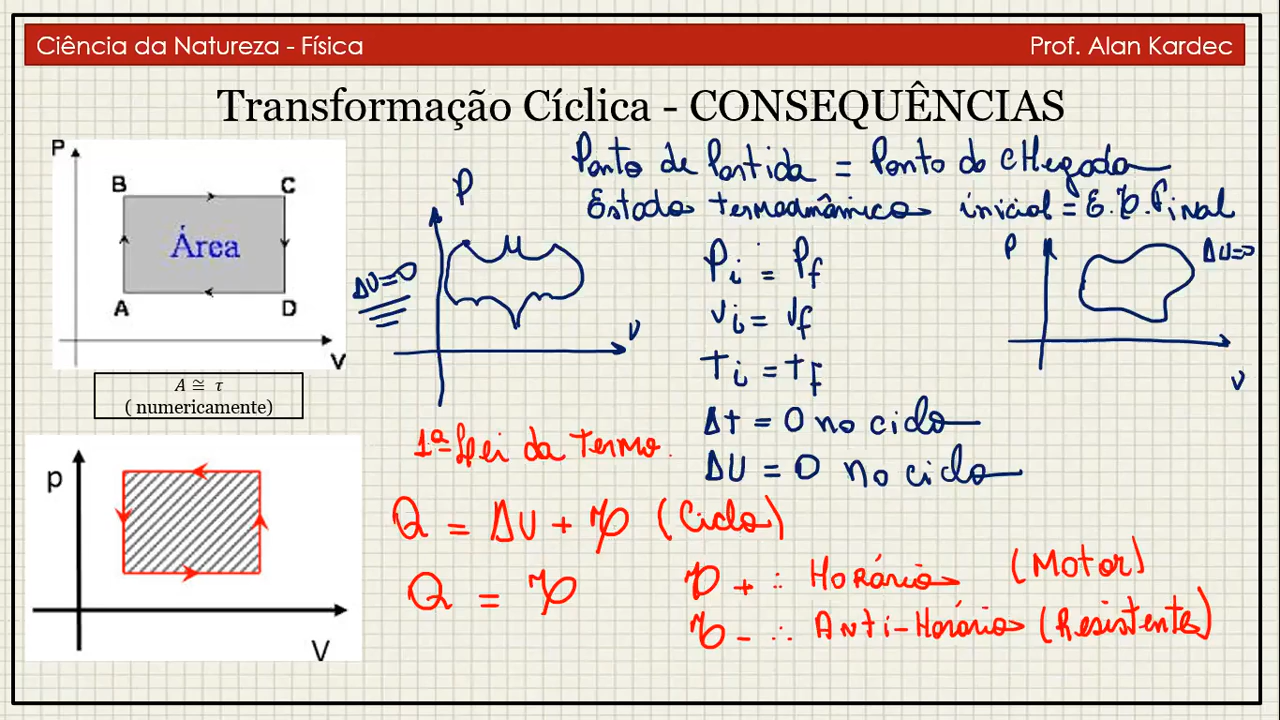 Ciência da Natureza - Física
Prof. Alan Kardec
Transformação Cíclica - CONSEQUÊNCIAS
Ponto de Partida = Ponto de CHegada
Estado termodinâmico inicial = E.T.Final
P
B
C
Área
A
D
V
A ≅ τ
( numericamente)
P
ΔU=0
V
Pi = Pf
Vi = Vf
Ti = Tf
Δt = 0 no ciclo
ΔU = 0 no ciclo
P
ΔU=0
V
p
V
1ª Lei da Termo.
Q = ΔU + τ (Ciclo)
Q = τ
τ + ∴ Horário (Motor)
τ - ∴ Anti-Horário (Resistente)